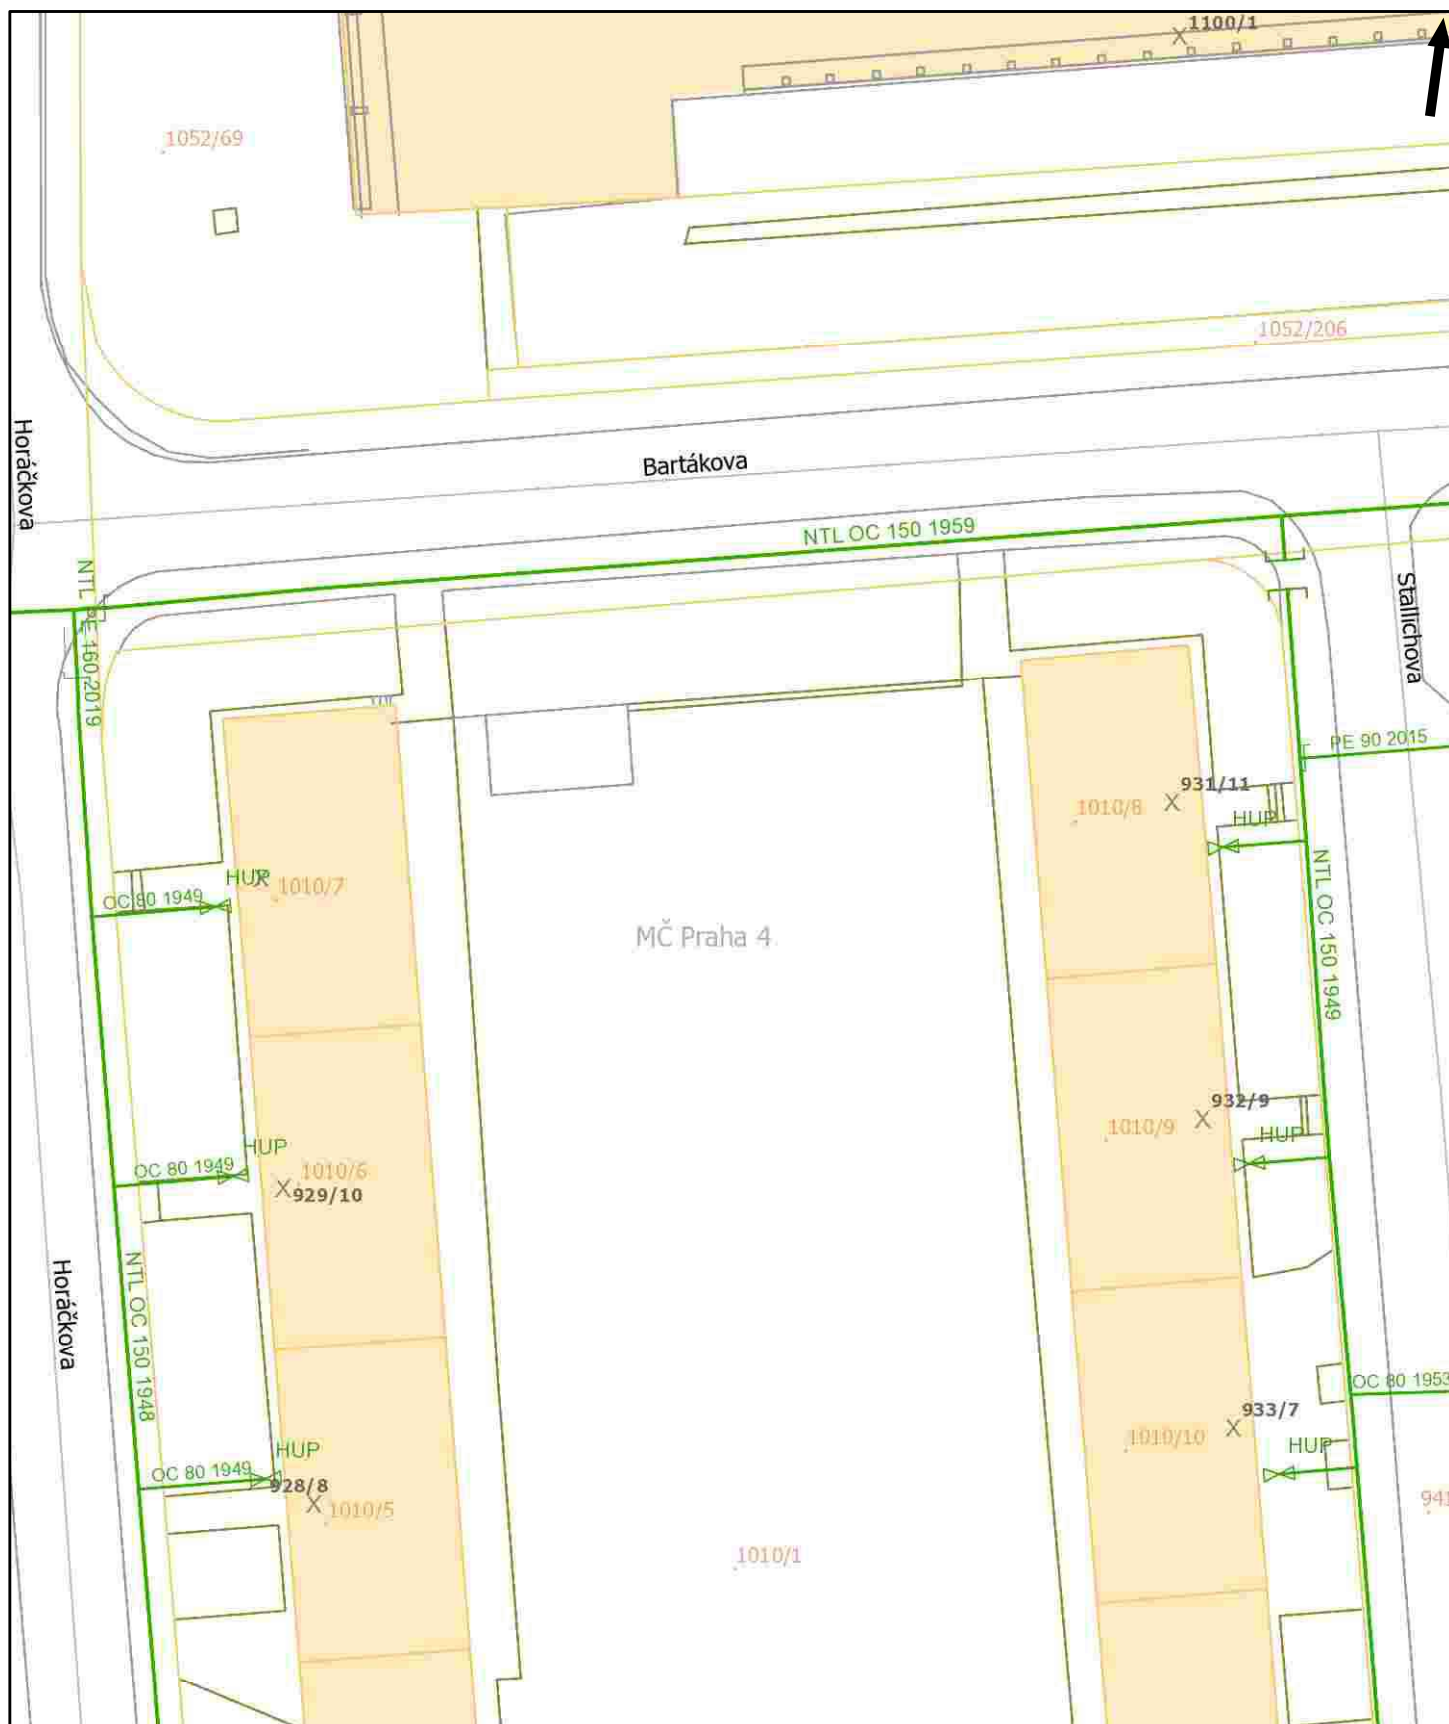 1100/1
1052/69
1052/206
Horáčkova
Bartákova
NTL OC 150 1959
NTL PE 160 2019
Stallichova
PE 90 2015
931/11
1010/8
HUP
HUP
1010/7
OC 80 1949
NTL OC 150 1949
MČ Praha 4
932/9
1010/9
HUP
HUP
OC 80 1949
1010/6
929/10
Horáčkova
NTL OC 150 1948
OC 80 1953
933/7
1010/10
HUP
HUP
OC 80 1949
928/8
1010/5
941
1010/1